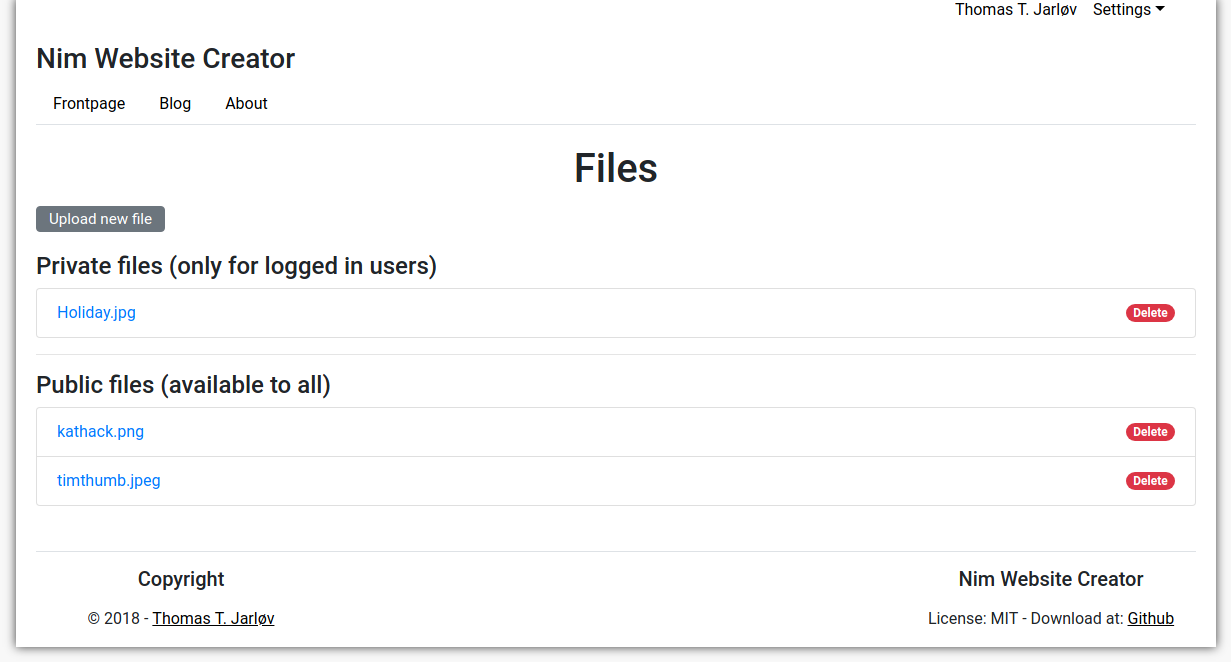 Thomas T. Jarløv Settings
Nim Website Creator
Frontpage Blog About
Files
Upload new file
Private files (only for logged in users)
Holiday.jpg Delete
Public files (available to all)
kathack.png Delete
timthumb.jpeg Delete
Copyright Nim Website Creator
© 2018 - Thomas T. Jarløv License: MIT - Download at: Github